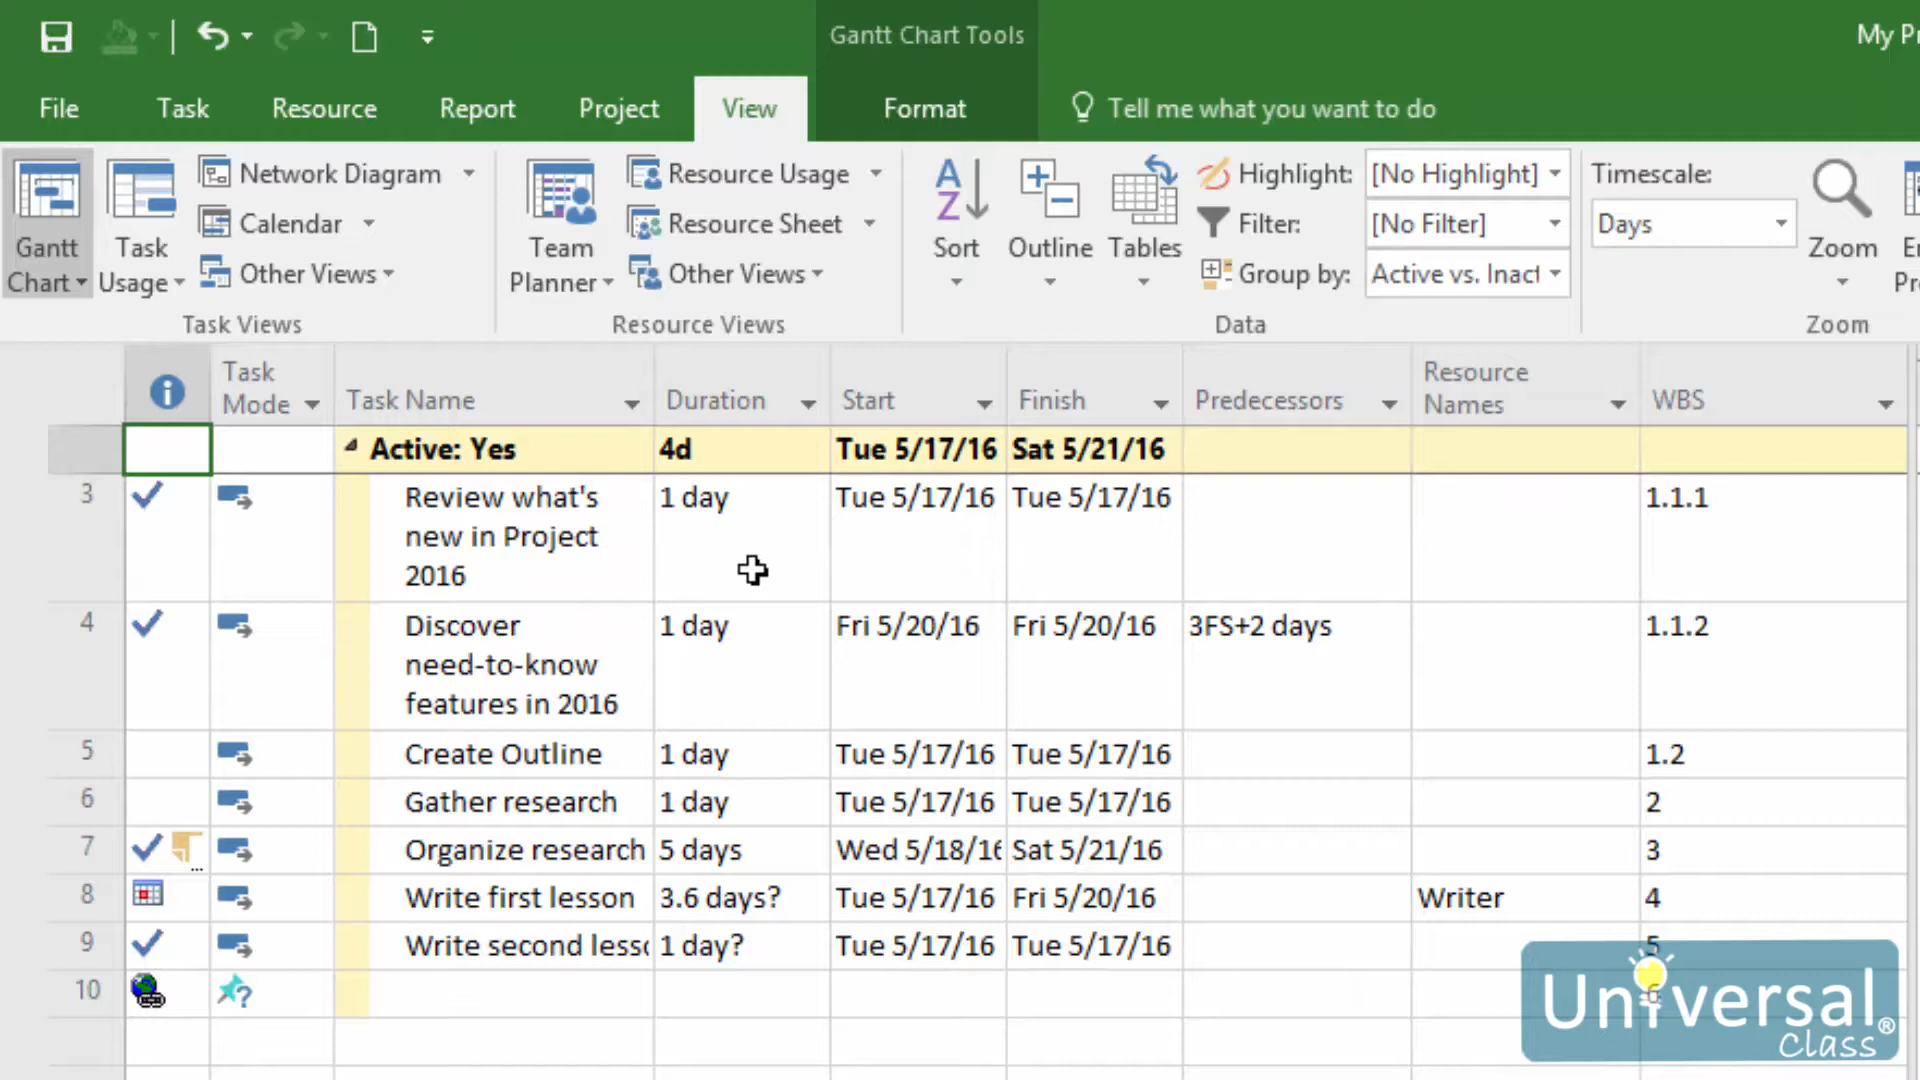 Gantt Chart Tools
My Pr
File Task Resource Report Project View Format Tell me what you want to do
Gantt Chart
Task Usage
Network Diagram
Calendar
Other Views
Task Views
Team Planner
Resource Usage
Resource Sheet
Other Views
Resource Views
Sort
Outline
Tables
Highlight: [No Highlight]
Filter: [No Filter]
Group by: Active vs. Inact
Data
Timescale:
Days
Zoom
Zoom
Task Mode Task Name Duration Start Finish Predecessors Resource Names WBS
Active: Yes 4d Tue 5/17/16 Sat 5/21/16
3 Review what's 1 day Tue 5/17/16 Tue 5/17/16 1.1.1
new in Project
2016
4 Discover 1 day Fri 5/20/16 Fri 5/20/16 3FS+2 days 1.1.2
need-to-know
features in 2016
5 Create Outline 1 day Tue 5/17/16 Tue 5/17/16 1.2
6 Gather research 1 day Tue 5/17/16 Tue 5/17/16 2
7 Organize research 5 days Wed 5/18/16 Sat 5/21/16 3
8 Write first lesson 3.6 days? Tue 5/17/16 Fri 5/20/16 Writer 4
9 Write second lesso 1 day? Tue 5/17/16 Tue 5/17/16 5
10 6
Universal®
Class